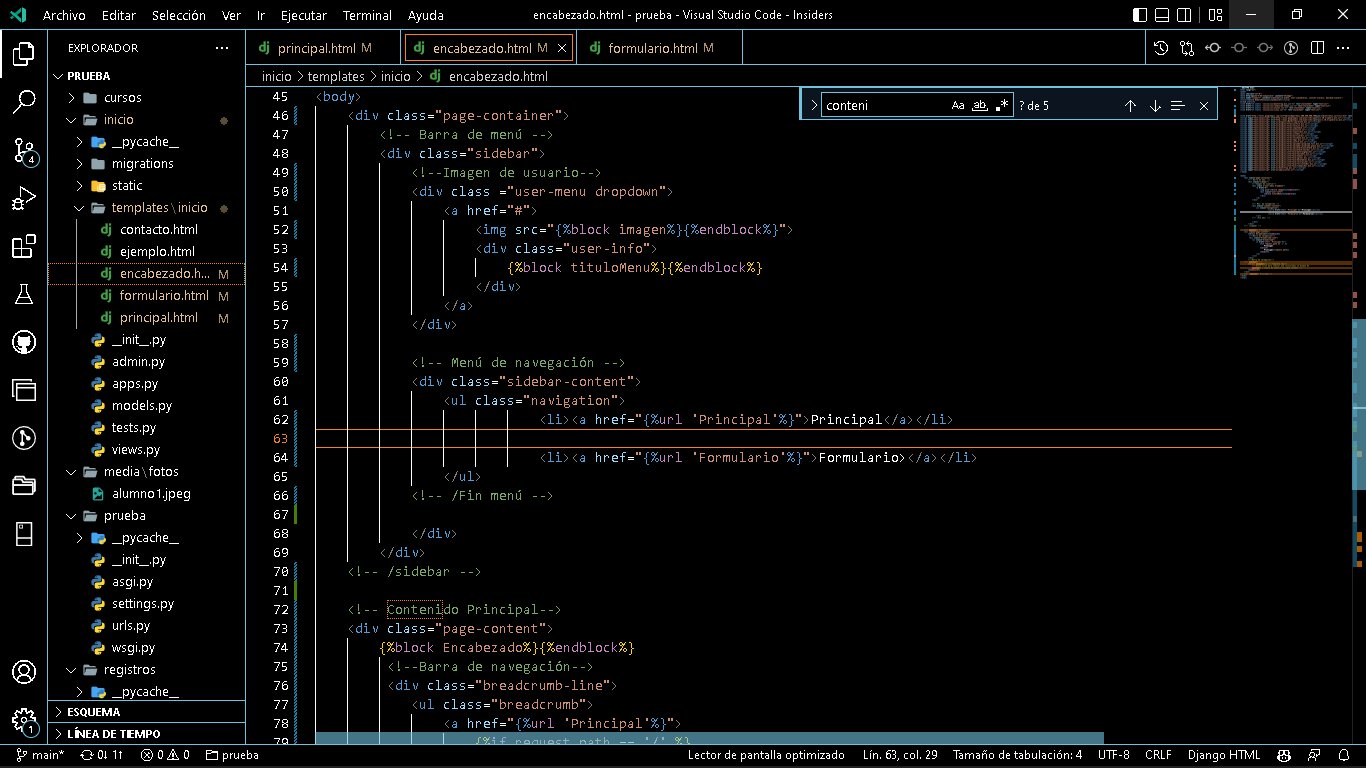 Archivo Editar Selección Ver Ir Ejecutar Terminal Ayuda
encabezado.html - prueba - Visual Studio Code - Insiders
EXPLORADOR
PRUEBA
cursos
inicio
__pycache__
migrations
static
templates\inicio
contacto.html
ejemplo.html
encabezado.h... M
formulario.html M
principal.html M
__init__.py
admin.py
apps.py
models.py
tests.py
views.py
media\fotos
alumno1.jpeg
prueba
__pycache__
__init__.py
asgi.py
settings.py
urls.py
wsgi.py
registros
__pycache__
ESQUEMA
LÍNEA DE TIEMPO
4
1
principal.html M
encabezado.html M
formulario.html M
inicio > templates > inicio > encabezado.html
conteni Aa ab .* ? de 5
45 <body>
46 <div class="page-container">
47 <!-- Barra de menú -->
48 <div class="sidebar">
49 <!--Imagen de usuario-->
50 <div class ="user-menu dropdown">
51 <a href="#">
52 <img src="{%block imagen%}{%endblock%}">
53 <div class="user-info">
54 {%block tituloMenu%}{%endblock%}
55 </div>
56 </a>
57 </div>
58
59 <!-- Menú de navegación -->
60 <div class="sidebar-content">
61 <ul class="navigation">
62 <li><a href="{%url 'Principal'%}">Principal</a></li>
63
64 <li><a href="{%url 'Formulario'%}">Formulario></a></li>
65 </ul>
66 <!-- /Fin menú -->
67
68 </div>
69 </div>
70 <!-- /sidebar -->
71
72 <!-- Contenido Principal-->
73 <div class="page-content">
74 {%block Encabezado%}{%endblock%}
75 <!--Barra de navegación-->
76 <div class="breadcrumb-line">
77 <ul class="breadcrumb">
78 <a href="{%url 'Principal'%}">
79 {%if request.path == '/' %}
main* 0↓ 1↑ 0 0 prueba
Lector de pantalla optimizado Lín. 63, col. 29 Tamaño de tabulación: 4 UTF-8 CRLF Django HTML